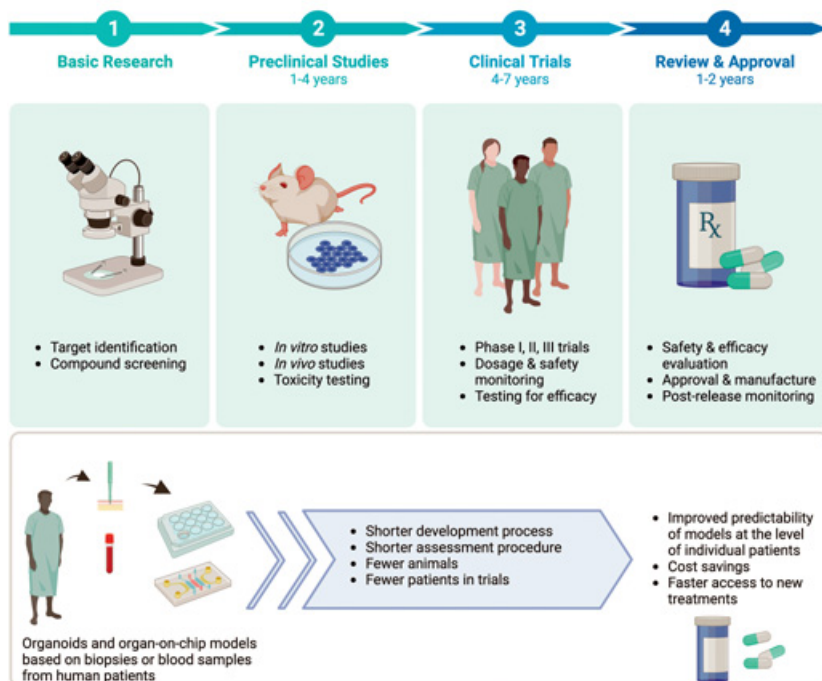 1
Basic Research
2
Preclinical Studies
1-4 years
3
Clinical Trials
4-7 years
4
Review & Approval
1-2 years
• Target identification
• Compound screening
• In vitro studies
• In vivo studies
• Toxicity testing
• Phase I, II, III trials
• Dosage & safety
monitoring
• Testing for efficacy
Rx
• Safety & efficacy
evaluation
• Approval & manufacture
• Post-release monitoring
Organoids and organ-on-chip models
based on biopsies or blood samples
from human patients
• Shorter development process
• Shorter assessment procedure
• Fewer animals
• Fewer patients in trials
• Improved predictability
of models at the level
of individual patients
• Cost savings
• Faster access to new
treatments